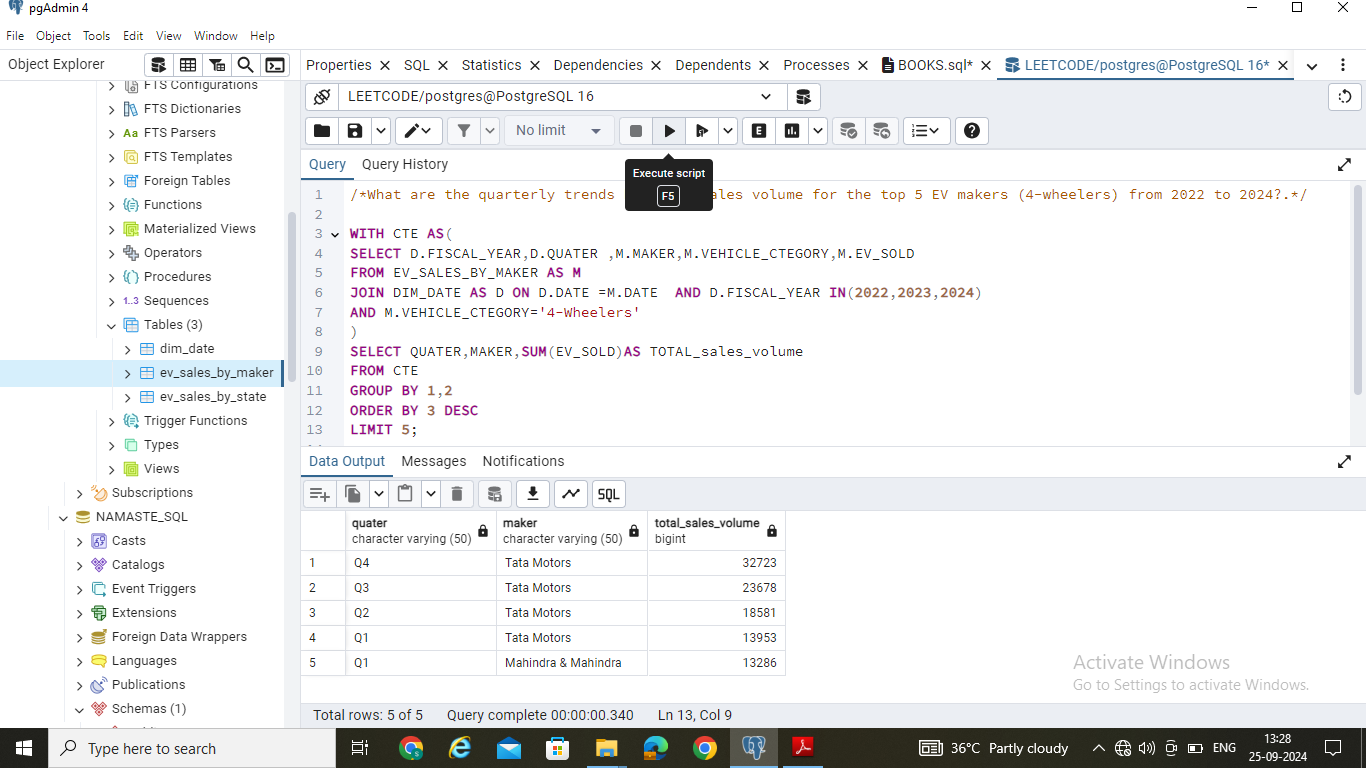 pgAdmin 4
File Object Tools Edit View Window Help
Object Explorer
Properties SQL Statistics Dependencies Dependents Processes BOOKS.sql* LEETCODE/postgres@PostgreSQL 16*
FTS Configurations
FTS Dictionaries
Aa FTS Parsers
FTS Templates
Foreign Tables
Functions
Materialized Views
Operators
Procedures
1..3 Sequences
Tables (3)
dim_date
ev_sales_by_maker
ev_sales_by_state
Trigger Functions
Types
Views
Subscriptions
NAMASTE_SQL
Casts
Catalogs
Event Triggers
Extensions
Foreign Data Wrappers
Languages
Publications
Schemas (1)
LEETCODE/postgres@PostgreSQL 16
No limit
E
Execute script
F5
Query Query History
1 /*What are the quarterly trends ales volume for the top 5 EV makers (4-wheelers) from 2022 to 2024?.*/
2
3 WITH CTE AS(
4 SELECT D.FISCAL_YEAR,D.QUATER ,M.MAKER,M.VEHICLE_CTEGORY,M.EV_SOLD
5 FROM EV_SALES_BY_MAKER AS M
6 JOIN DIM_DATE AS D ON D.DATE =M.DATE AND D.FISCAL_YEAR IN(2022,2023,2024)
7 AND M.VEHICLE_CTEGORY='4-Wheelers'
8 )
9 SELECT QUATER,MAKER,SUM(EV_SOLD)AS TOTAL_sales_volume
10 FROM CTE
11 GROUP BY 1,2
12 ORDER BY 3 DESC
13 LIMIT 5;
Data Output Messages Notifications
SQL
quater maker total_sales_volume
character varying (50) character varying (50) bigint
1 Q4 Tata Motors 32723
2 Q3 Tata Motors 23678
3 Q2 Tata Motors 18581
4 Q1 Tata Motors 13953
5 Q1 Mahindra & Mahindra 13286
Activate Windows
Go to Settings to activate Windows.
Total rows: 5 of 5 Query complete 00:00:00.340 Ln 13, Col 9
Type here to search
36°C Partly cloudy
ENG
13:28
25-09-2024